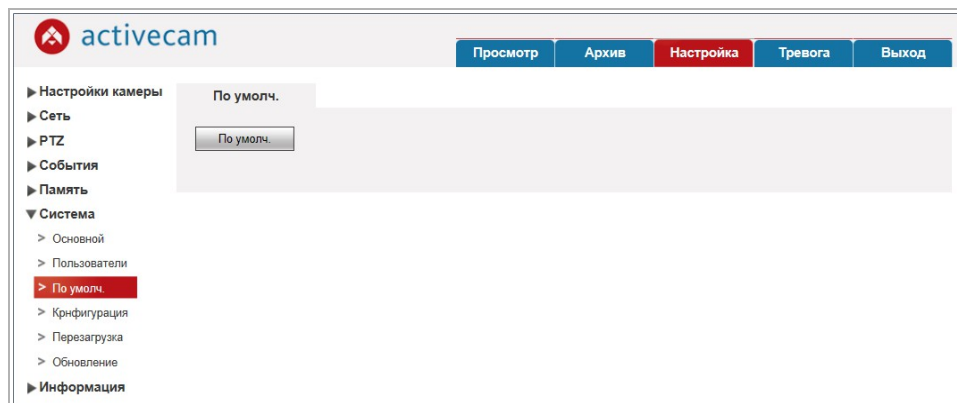 activecam
Просмотр Архив Настройка Тревога Выход
Настройки камеры
Сеть
PTZ
События
Память
Система
> Основной
> Пользователи
> По умолч.
> Крнфигурация
> Перезагрузка
> Обновление
Информация
По умолч.
По умолч.